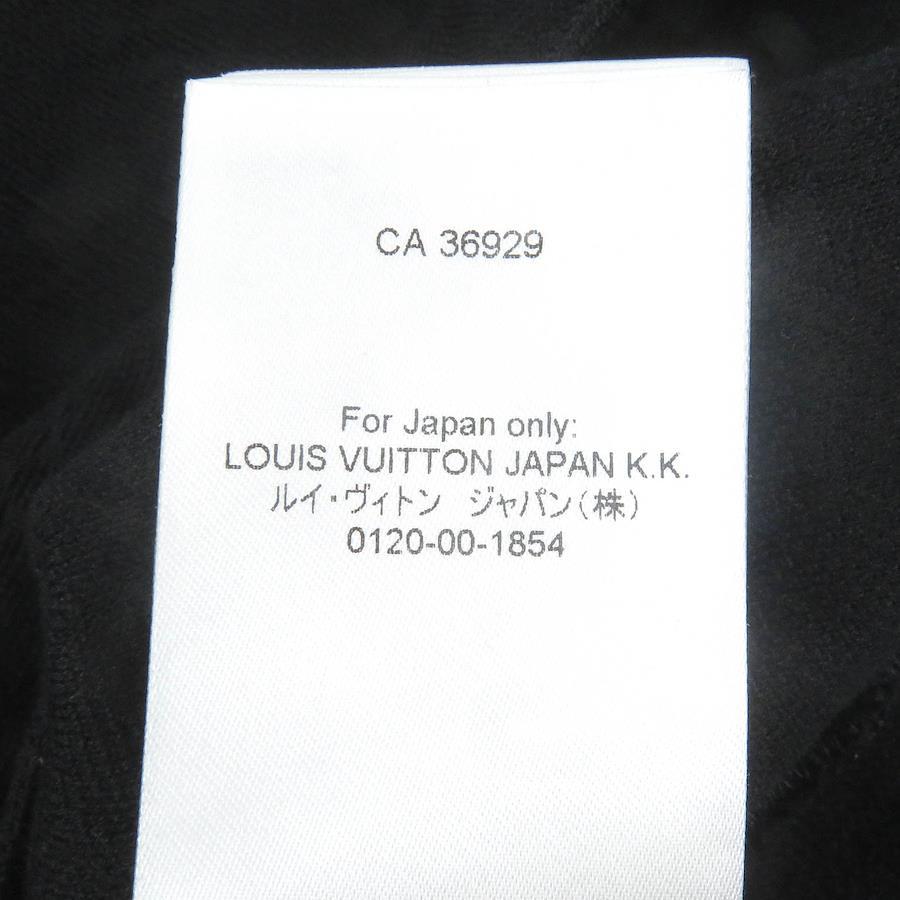 CA 36929
For Japan only:
LOUIS VUITTON JAPAN K.K.
ルイ・ヴィトン　ジャパン(株)
0120-00-1854